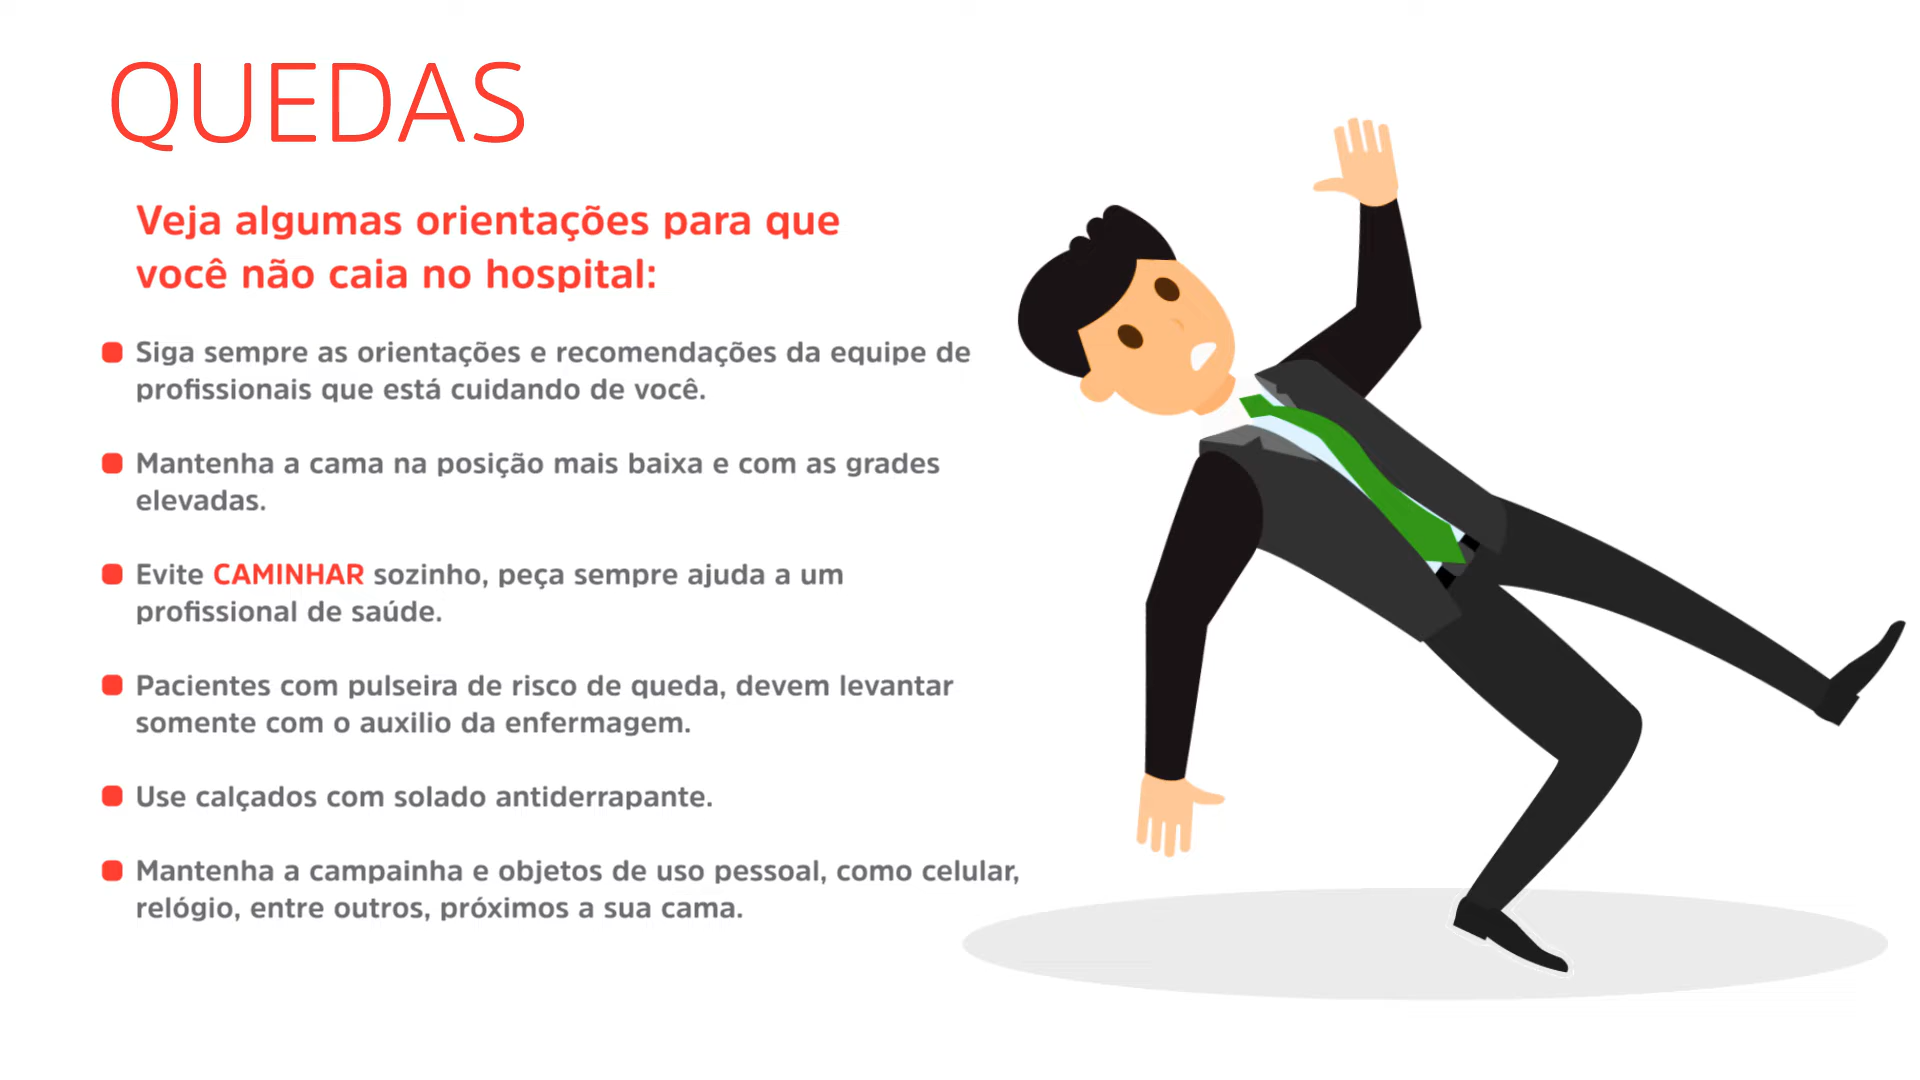 QUEDAS
Veja algumas orientações para que
você não caia no hospital:
Siga sempre as orientações e recomendações da equipe de
profissionais que está cuidando de você.
Mantenha a cama na posição mais baixa e com as grades
elevadas.
Evite CAMINHAR sozinho, peça sempre ajuda a um
profissional de saúde.
Pacientes com pulseira de risco de queda, devem levantar
somente com o auxilio da enfermagem.
Use calçados com solado antiderrapante.
Mantenha a campainha e objetos de uso pessoal, como celular,
relógio, entre outros, próximos a sua cama.